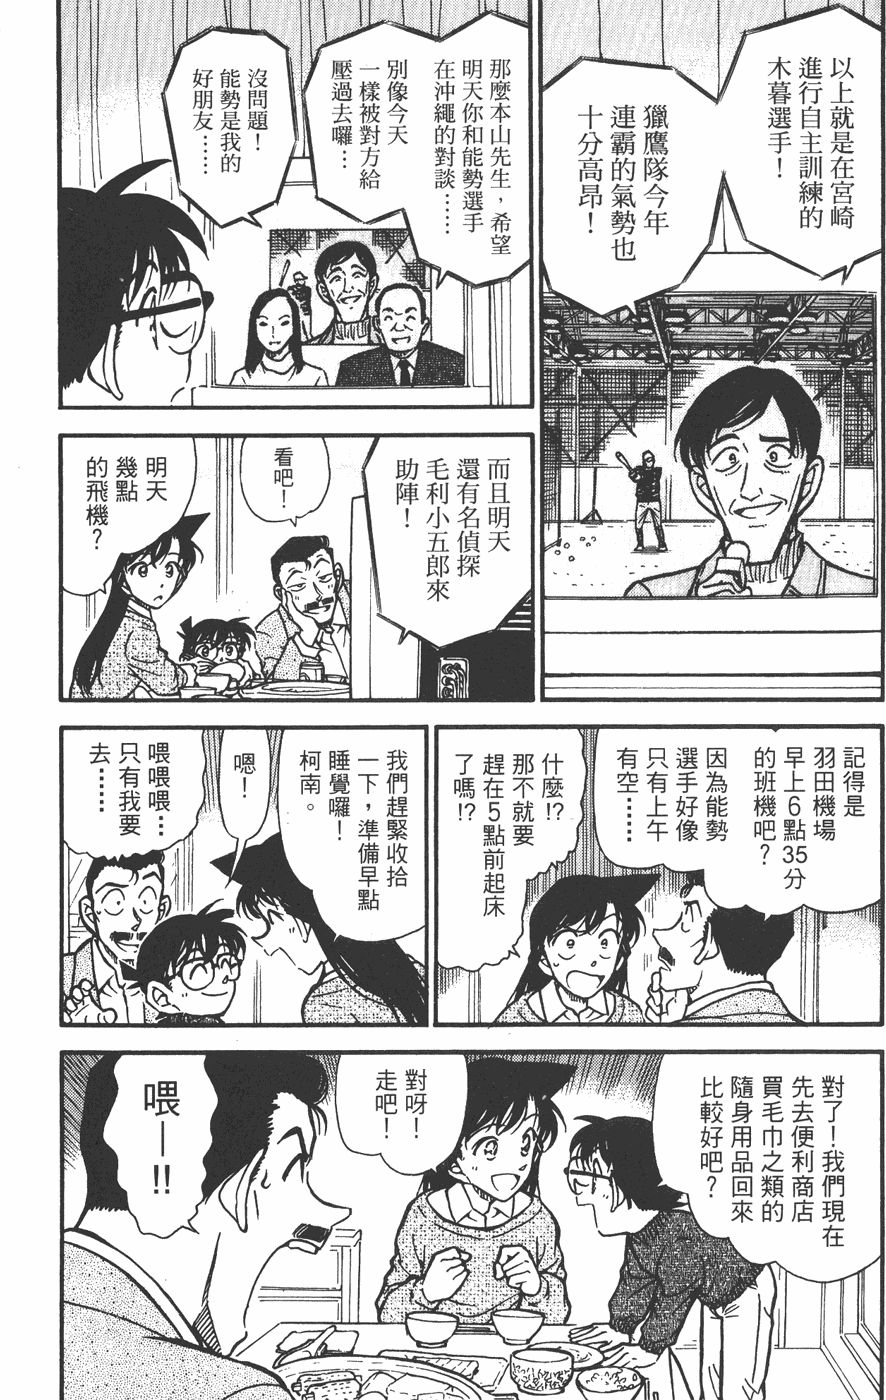 以上就是在宮崎
進行自主訓練的
木暮選手！
獵鷹隊今年
連霸的氣勢也
十分高昂！
那麼本山先生，希望
明天你和能勢選手
在沖繩的對談……
別像今天
一樣被對方給
壓過去囉…
沒問題！
能勢是我的
好朋友……
而且明天
還有名偵探
毛利小五郎來
助陣！
看吧！
明天
幾點
的飛機？
記得是
羽田機場
早上6點35分
的班機吧？
因為能勢
選手好像
只有上午
有空……
什麼!?
那不就要
趕在5點前起床
了嗎!?
我們趕緊收拾
一下，準備早點
睡覺囉！
柯南。
嗯！
喂喂喂…
只有我要
去……
對了！我們現在
先去便利商店
買毛巾之類的
隨身用品回來
比較好吧？
對呀！
走吧！
喂—!!